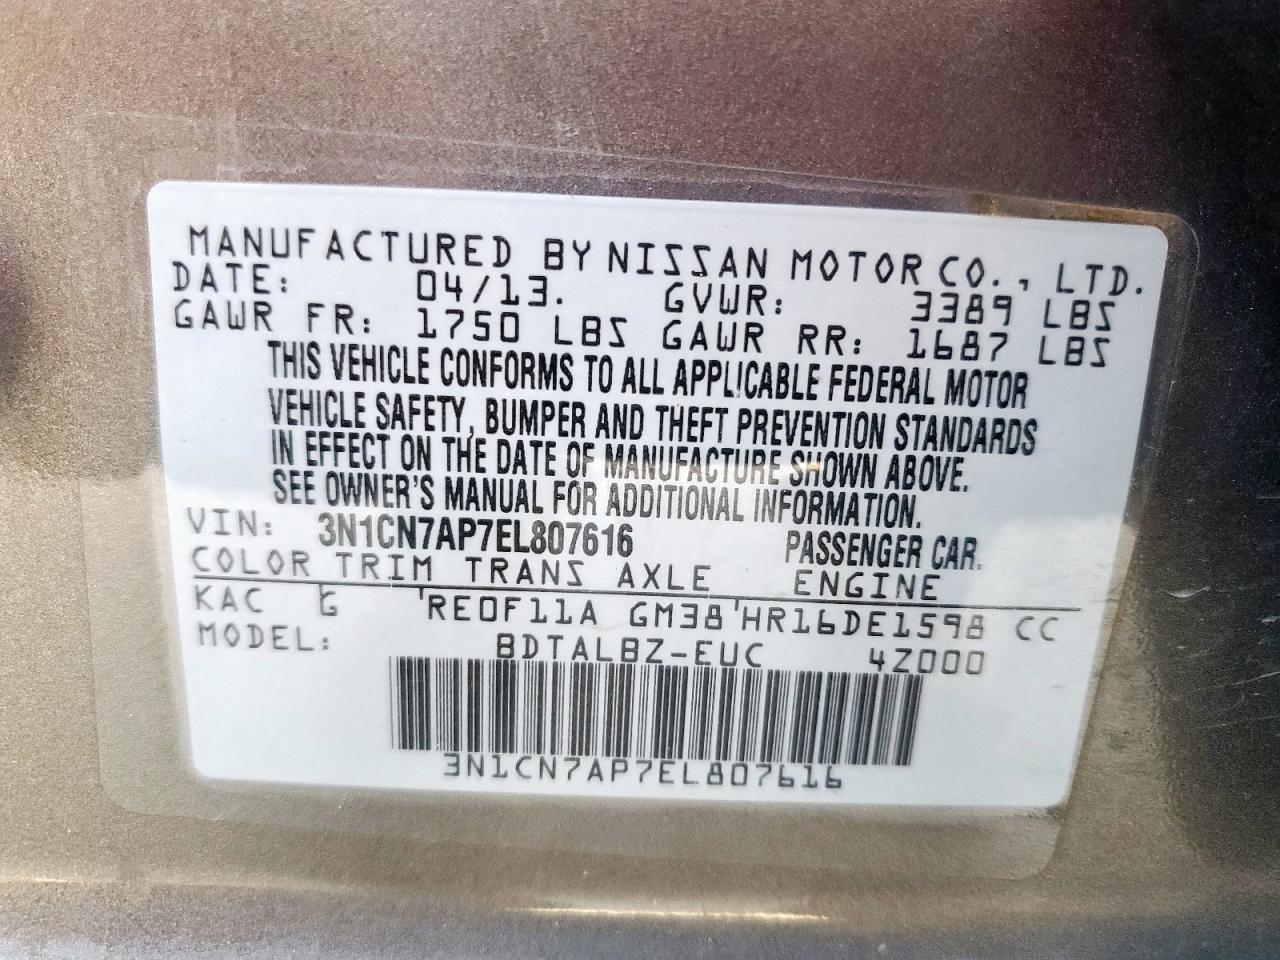 MANUFACTURED BY NISSAN MOTOR CO., LTD.
DATE: 04/13. GVWR: 3389 LBS
GAWR FR: 1750 LBS GAWR RR: 1687 LBS
THIS VEHICLE CONFORMS TO ALL APPLICABLE FEDERAL MOTOR
VEHICLE SAFETY, BUMPER AND THEFT PREVENTION STANDARDS
IN EFFECT ON THE DATE OF MANUFACTURE SHOWN ABOVE.
SEE OWNER'S MANUAL FOR ADDITIONAL INFORMATION.
VIN: 3N1CN7AP7EL807616 PASSENGER CAR.
COLOR TRIM TRANS AXLE ENGINE
KAC G 'RE0F11A GM38'HR16DE1598 CC
MODEL: BDTALBZ-EUC 4Z000
3N1CN7AP7EL807616